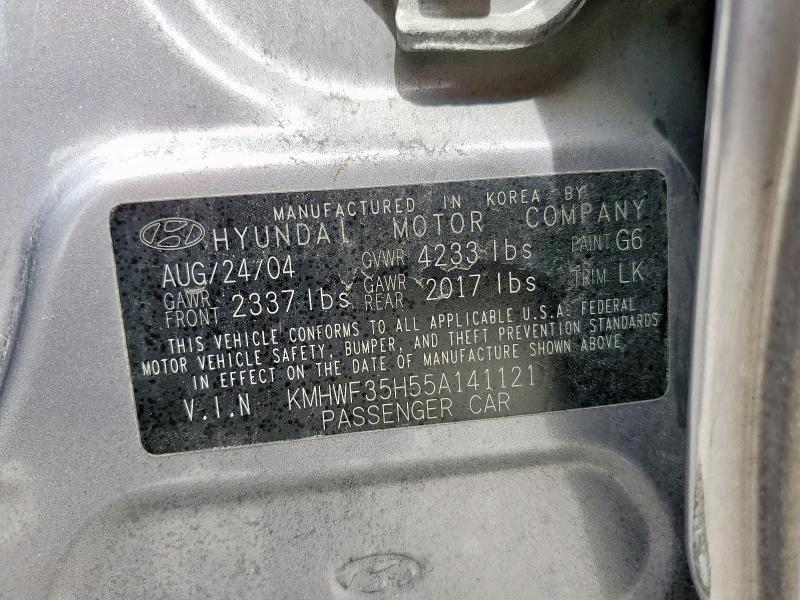 MANUFACTURED IN KOREA BY
HYUNDAI MOTOR COMPANY
AUG/24/04 GVWR 4233 lbs PAINT G6
GAWR FRONT 2337 lbs GAWR REAR 2017 lbs TRIM LK
THIS VEHICLE CONFORMS TO ALL APPLICABLE U.S.A. FEDERAL
MOTOR VEHICLE SAFETY, BUMPER, AND THEFT PREVENTION STANDARDS
IN EFFECT ON THE DATE OF MANUFACTURE SHOWN ABOVE
V.I.N KMHWF35H55A141121
PASSENGER CAR